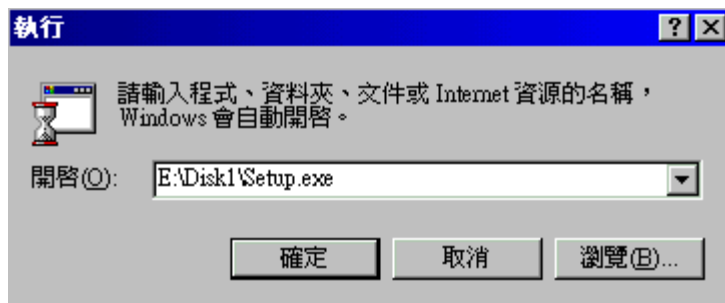 執行
請輸入程式、資料夾、文件或 Internet 資源的名稱，
Windows 會自動開啓。
開啓(O):
E:\Disk1\Setup.exe
確定
取消
瀏覽(B)...